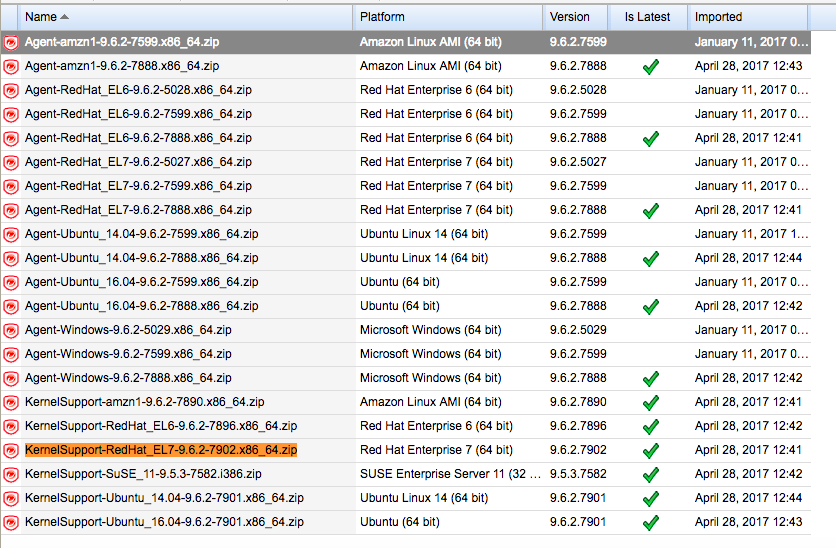 Name Platform Version Is Latest Imported
Agent-amzn1-9.6.2-7599.x86_64.zip Amazon Linux AMI (64 bit) 9.6.2.7599 January 11, 2017 0...
Agent-amzn1-9.6.2-7888.x86_64.zip Amazon Linux AMI (64 bit) 9.6.2.7888 April 28, 2017 12:43
Agent-RedHat_EL6-9.6.2-5028.x86_64.zip Red Hat Enterprise 6 (64 bit) 9.6.2.5028 January 11, 2017 0...
Agent-RedHat_EL6-9.6.2-7599.x86_64.zip Red Hat Enterprise 6 (64 bit) 9.6.2.7599 January 11, 2017 0...
Agent-RedHat_EL6-9.6.2-7888.x86_64.zip Red Hat Enterprise 6 (64 bit) 9.6.2.7888 April 28, 2017 12:41
Agent-RedHat_EL7-9.6.2-5027.x86_64.zip Red Hat Enterprise 7 (64 bit) 9.6.2.5027 January 11, 2017 0...
Agent-RedHat_EL7-9.6.2-7599.x86_64.zip Red Hat Enterprise 7 (64 bit) 9.6.2.7599 January 11, 2017 0...
Agent-RedHat_EL7-9.6.2-7888.x86_64.zip Red Hat Enterprise 7 (64 bit) 9.6.2.7888 April 28, 2017 12:41
Agent-Ubuntu_14.04-9.6.2-7599.x86_64.zip Ubuntu Linux 14 (64 bit) 9.6.2.7599 January 11, 2017 1...
Agent-Ubuntu_14.04-9.6.2-7888.x86_64.zip Ubuntu Linux 14 (64 bit) 9.6.2.7888 April 28, 2017 12:44
Agent-Ubuntu_16.04-9.6.2-7599.x86_64.zip Ubuntu (64 bit) 9.6.2.7599 January 11, 2017 0...
Agent-Ubuntu_16.04-9.6.2-7888.x86_64.zip Ubuntu (64 bit) 9.6.2.7888 April 28, 2017 12:42
Agent-Windows-9.6.2-5029.x86_64.zip Microsoft Windows (64 bit) 9.6.2.5029 January 11, 2017 0...
Agent-Windows-9.6.2-7599.x86_64.zip Microsoft Windows (64 bit) 9.6.2.7599 January 11, 2017 0...
Agent-Windows-9.6.2-7888.x86_64.zip Microsoft Windows (64 bit) 9.6.2.7888 April 28, 2017 12:42
KernelSupport-amzn1-9.6.2-7890.x86_64.zip Amazon Linux AMI (64 bit) 9.6.2.7890 April 28, 2017 12:41
KernelSupport-RedHat_EL6-9.6.2-7896.x86_64.zip Red Hat Enterprise 6 (64 bit) 9.6.2.7896 April 28, 2017 12:42
KernelSupport-RedHat_EL7-9.6.2-7902.x86_64.zip Red Hat Enterprise 7 (64 bit) 9.6.2.7902 April 28, 2017 12:41
KernelSupport-SuSE_11-9.5.3-7582.i386.zip SUSE Enterprise Server 11 (32 ... 9.5.3.7582 April 28, 2017 12:42
KernelSupport-Ubuntu_14.04-9.6.2-7901.x86_64.zip Ubuntu Linux 14 (64 bit) 9.6.2.7901 April 28, 2017 12:44
KernelSupport-Ubuntu_16.04-9.6.2-7901.x86_64.zip Ubuntu (64 bit) 9.6.2.7901 April 28, 2017 12:43